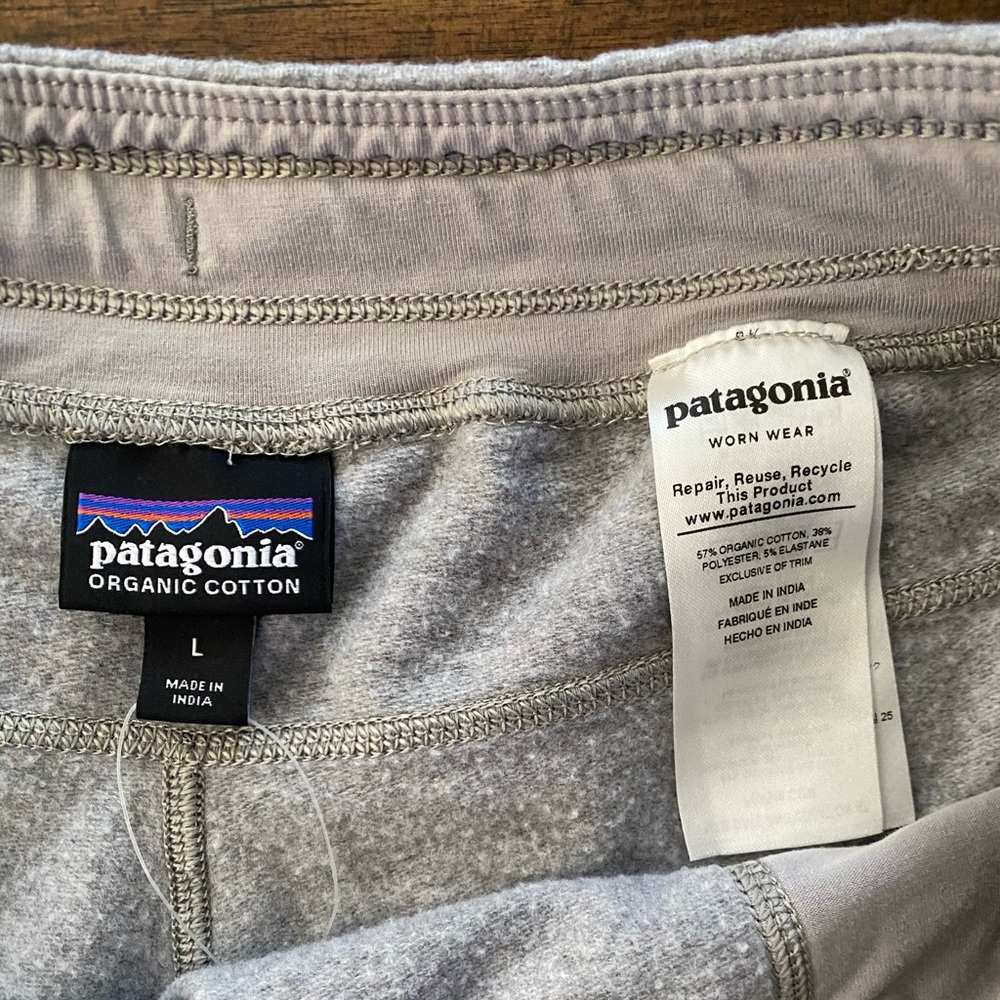 patagonia®
ORGANIC COTTON
L
MADE IN
INDIA
patagonia®
WORN WEAR
Repair, Reuse, Recycle
This Product
www.patagonia.com
57% ORGANIC COTTON, 38%
POLYESTER, 5% ELASTANE
EXCLUSIVE OF TRIM
MADE IN INDIA
FABRIQUÉ EN INDE
HECHO EN INDIA
25